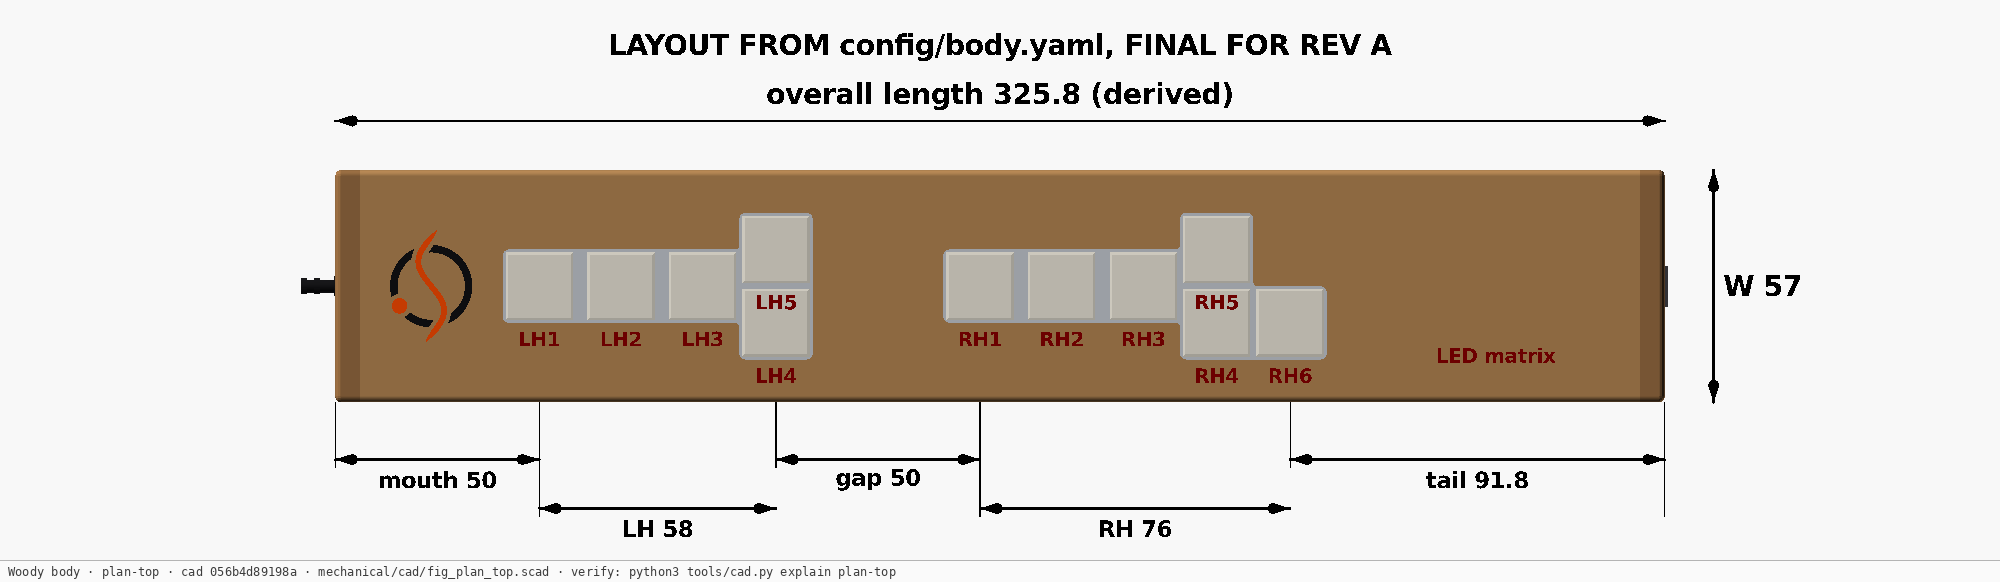 LAYOUT FROM config/body.yaml, FINAL FOR REV A
overall length 325.8 (derived)
W 57
LH5
RH5
LH1 LH2 LH3
RH1 RH2 RH3
LED matrix
LH4
RH4 RH6
mouth 50
gap 50
tail 91.8
LH 58
RH 76
Woody body · plan-top · cad 056b4d89198a · mechanical/cad/fig_plan_top.scad · verify: python3 tools/cad.py explain plan-top